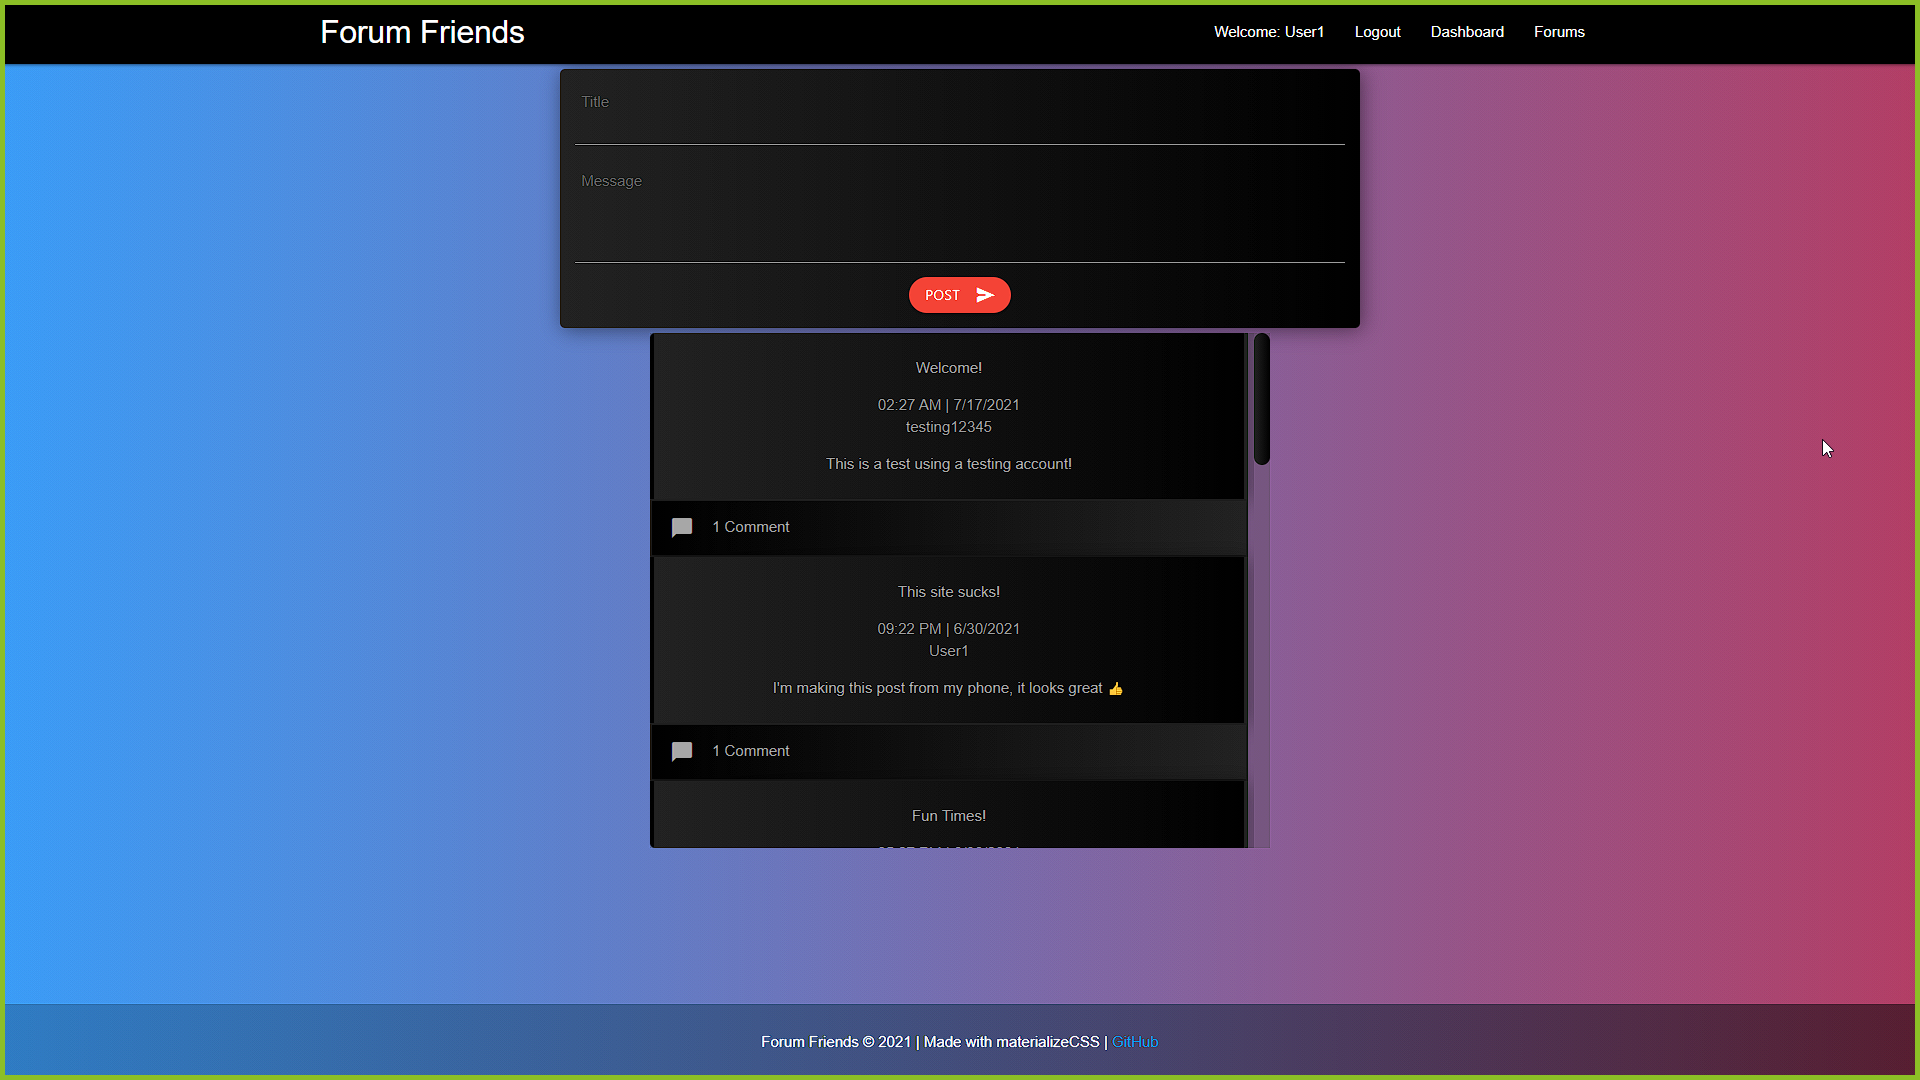 Forum Friends
Welcome: User1 Logout Dashboard Forums
Title
Message
POST
Welcome!
02:27 AM | 7/17/2021
testing12345
This is a test using a testing account!
1 Comment
This site sucks!
09:22 PM | 6/30/2021
User1
I'm making this post from my phone, it looks great 👍
1 Comment
Fun Times!
Forum Friends © 2021 | Made with materializeCSS | GitHub